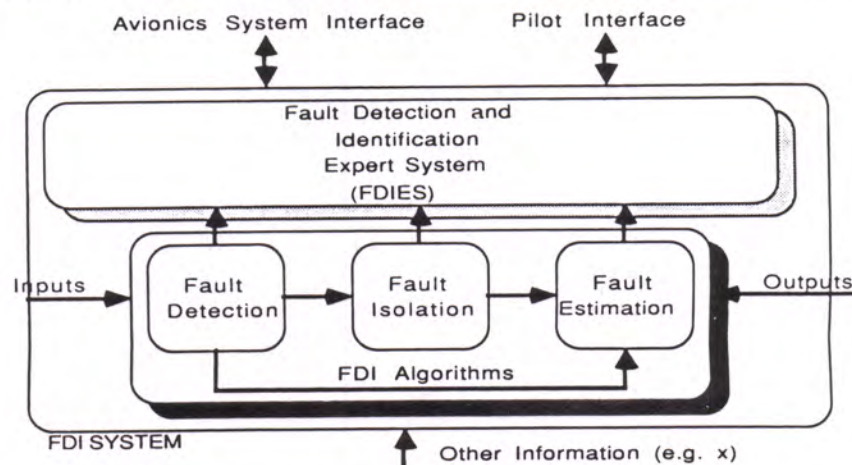 Avionics System Interface
Pilot Interface
Fault Detection and
Identification
Expert System
(FDIES)
Inputs
Fault
Detection
Fault
Isolation
Fault
Estimation
Outputs
FDI Algorithms
FDI SYSTEM
Other Information (e.g. x)